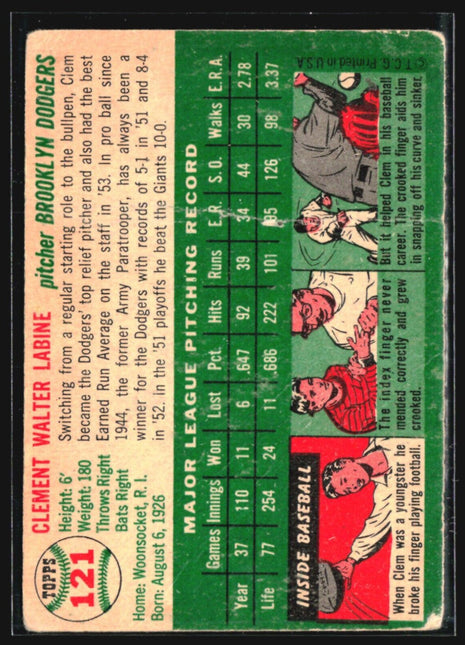 TOPPS
121
CLEMENT WALTER LABINE
pitcher BROOKLYN DODGERS
Height: 6'
Weight: 180
Throws Right
Bats Right
Home: Woonsocket, R. I.
Born: August 6, 1926
Switching from a regular starting role to the bullpen, Clem
became the Dodgers' top relief pitcher and also had the best
Earned Run Average on the staff in '53. In pro ball since
1944, the former Army Paratrooper, has always been a
winner for the Dodgers with records of 5-1 in '51 and 8-4
in '52. In the '51 playoffs he beat the Giants 10-0.
MAJOR LEAGUE PITCHING RECORD
Games Innings Won Lost Pct. Hits Runs E.R. S.O. Walks E.R.A.
Year 37 110 11 6 .647 92 39 34 44 30 2.78
Life 77 254 24 11 .686 222 101 95 126 98 3.37
INSIDE BASEBALL
When Clem was a youngster he
broke his finger playing football.
The index finger never
mended correctly and grew
crooked.
But it helped Clem in his baseball
career. The crooked finger aids him
in snapping off his curve and sinker.
© T.C.G. Printed in U.S.A.